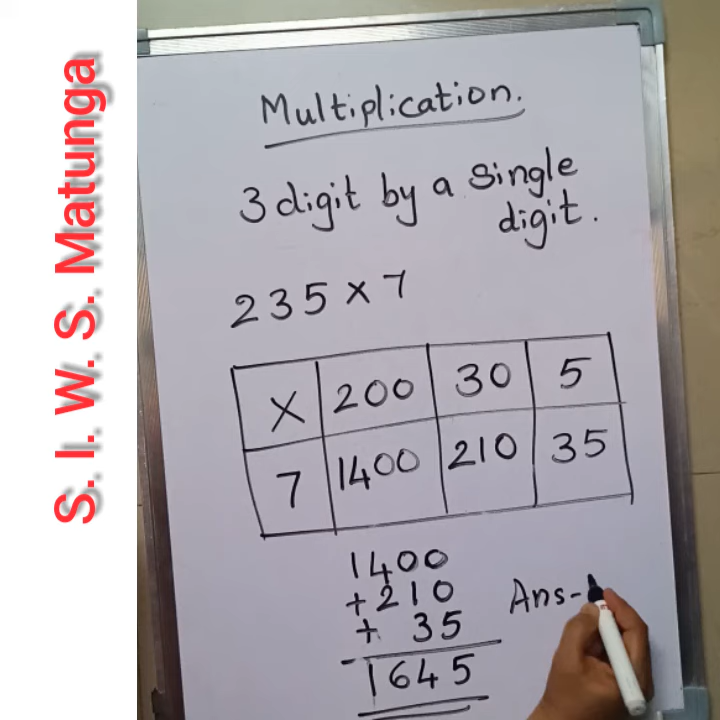 S. I. W. S. Matunga
Multiplication.
3 digit by a single
digit.
235 x 7
X 200 30 5
7 1400 210 35
1400
+210
+ 35
1645
Ans-